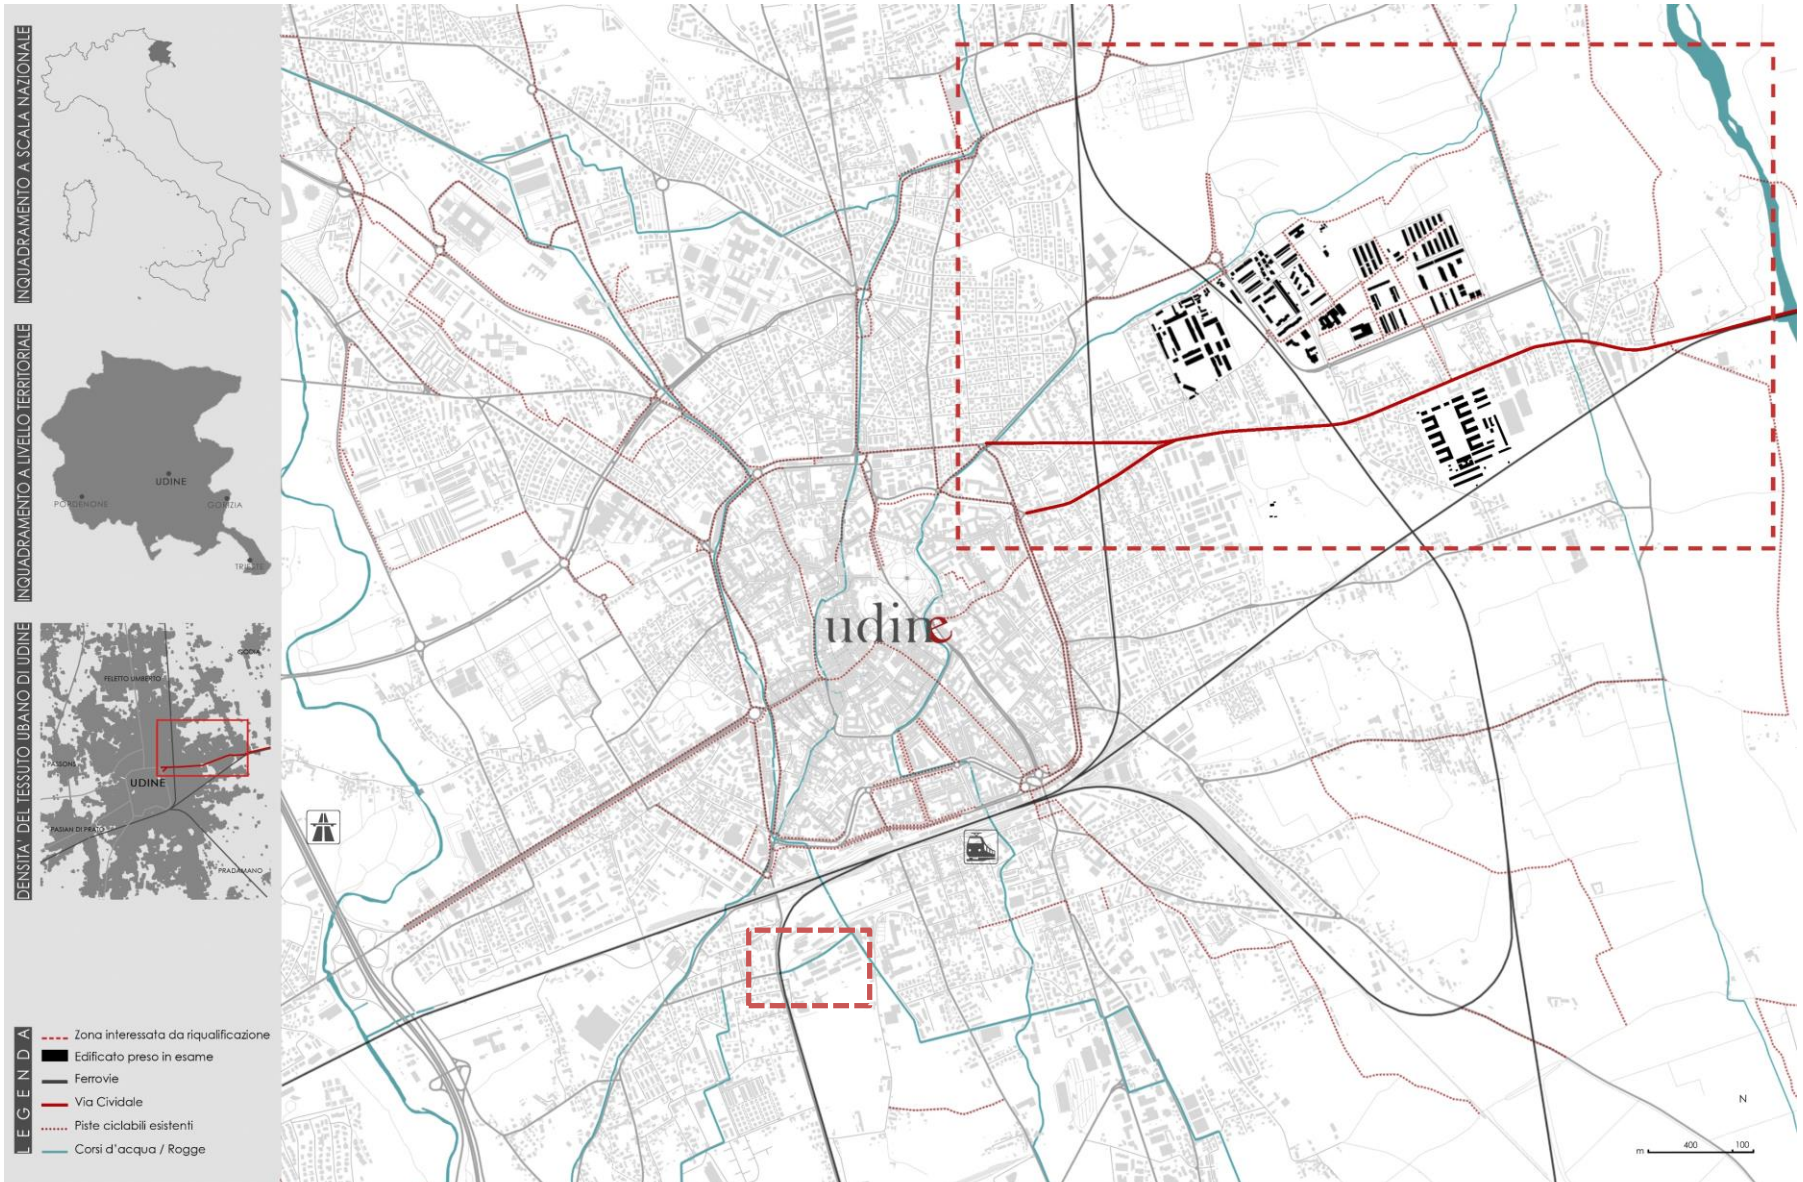 INQUADRAMENTO A SCALA NAZIONALE
INQUADRAMENTO A LIVELLO TERRITORIALE
UDINE
PORDENONE
GORIZIA
TRIESTE
DENSITA' DEL TESSUTO UBANO DI UDINE
GODIA
FELETTO UMBERTO
PASSONS
UDINE
PASIAN DI PRATO
PRADAMANO
LEGENDA
Zona interessata da riqualificazione
Edificato preso in esame
Ferrovie
Via Cividale
Piste ciclabili esistenti
Corsi d'acqua / Rogge
udine
N
m 400 100